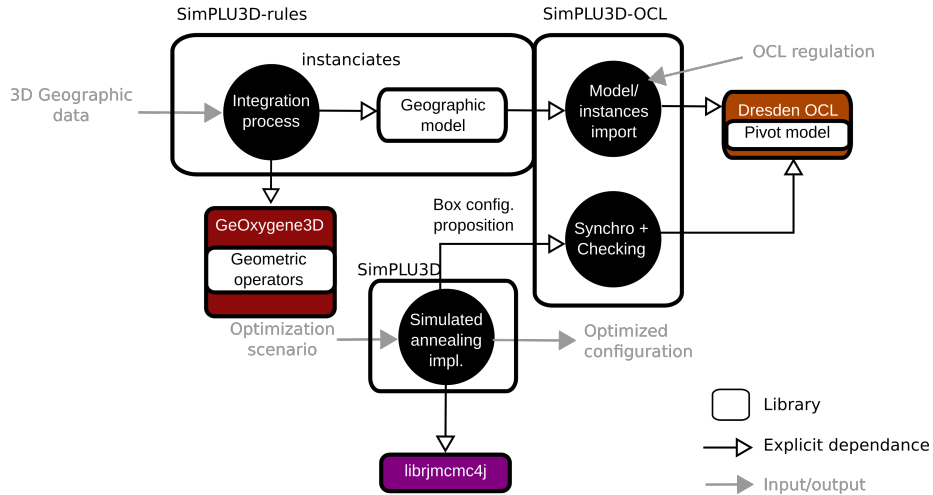 SimPLU3D-rules
SimPLU3D-OCL
instanciates
OCL regulation
3D Geographic
data
Integration
process
Geographic
model
Model/
instances
import
Dresden OCL
Pivot model
Box config.
proposition
GeOxygene3D
Geometric
operators
Synchro +
Checking
SimPLU3D
Optimization
scenario
Simulated
annealing
impl.
Optimized
configuration
Library
Explicit dependance
librjmcmc4j
Input/output